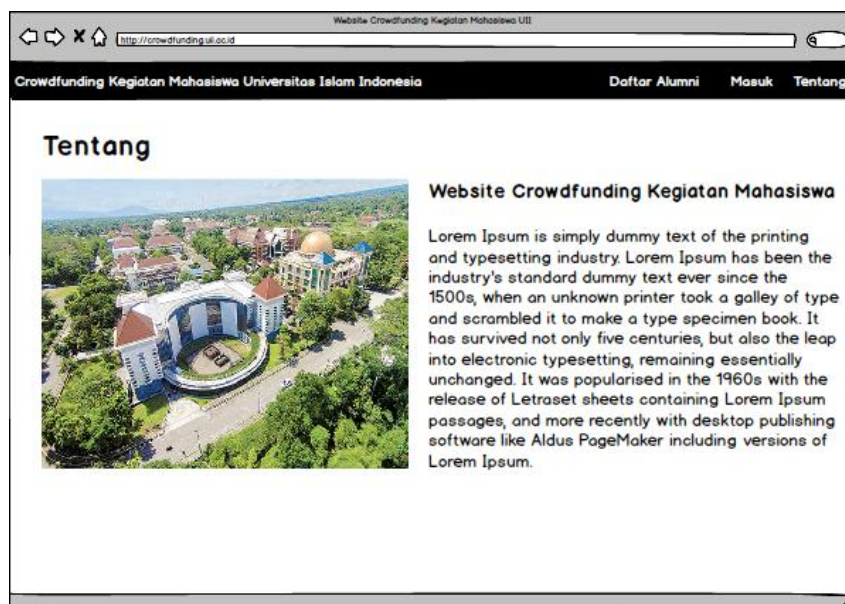 Website Crowdfunding Kegiatan Mahasiswa UII
http://crowdfunding.uii.ac.id
Crowdfunding Kegiatan Mahasiswa Universitas Islam Indonesia Daftar Alumni Masuk Tentang
Tentang
Website Crowdfunding Kegiatan Mahasiswa
Lorem Ipsum is simply dummy text of the printing
and typesetting industry. Lorem Ipsum has been the
industry's standard dummy text ever since the
1500s, when an unknown printer took a galley of type
and scrambled it to make a type specimen book. It
has survived not only five centuries, but also the leap
into electronic typesetting, remaining essentially
unchanged. It was popularised in the 1960s with the
release of Letraset sheets containing Lorem Ipsum
passages, and more recently with desktop publishing
software like Aldus PageMaker including versions of
Lorem Ipsum.